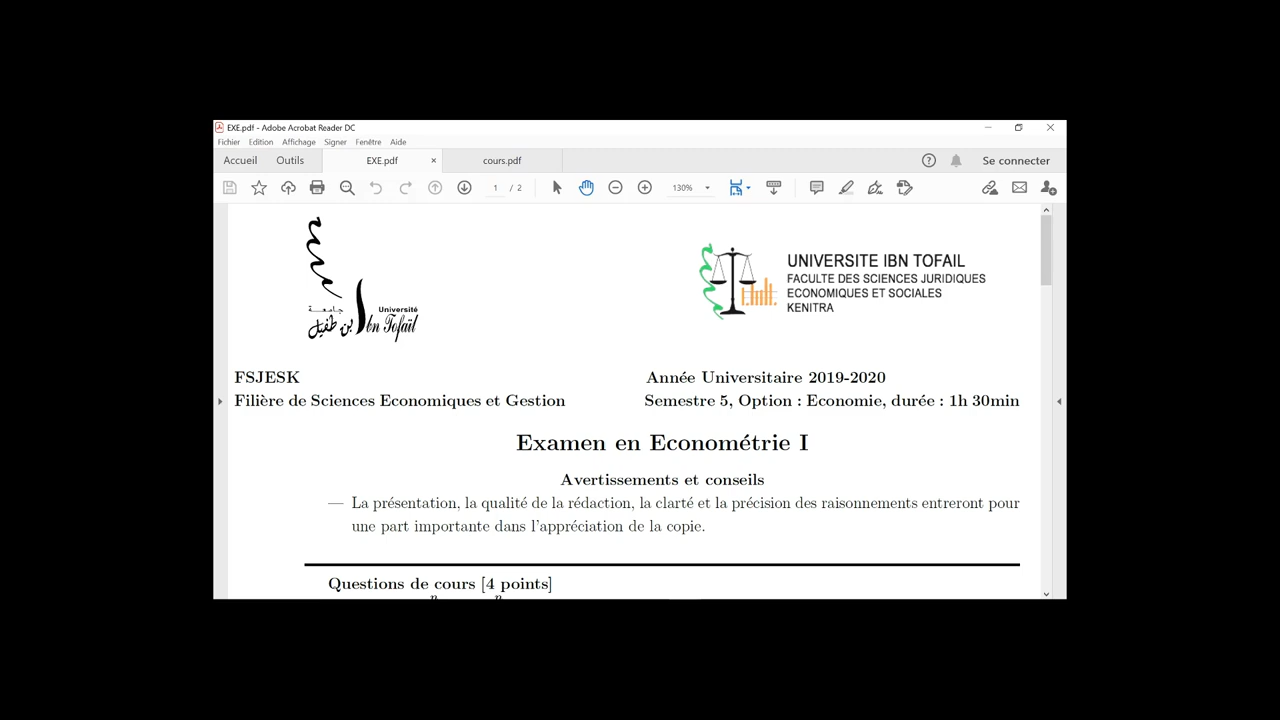 EXE.pdf - Adobe Acrobat Reader DC
Fichier Edition Affichage Signer Fenêtre Aide
Accueil Outils EXE.pdf × cours.pdf Se connecter
1 / 2 130%
جامعة
ابن طفيل
Université
Ibn Tofaïl
UNIVERSITE IBN TOFAIL
FACULTE DES SCIENCES JURIDIQUES
ECONOMIQUES ET SOCIALES
KENITRA
FSJESK Année Universitaire 2019-2020
Filière de Sciences Economiques et Gestion Semestre 5, Option : Economie, durée : 1h 30min
Examen en Econométrie I
Avertissements et conseils
— La présentation, la qualité de la rédaction, la clarté et la précision des raisonnements entreront pour
une part importante dans l'appréciation de la copie.
Questions de cours [4 points]
n n